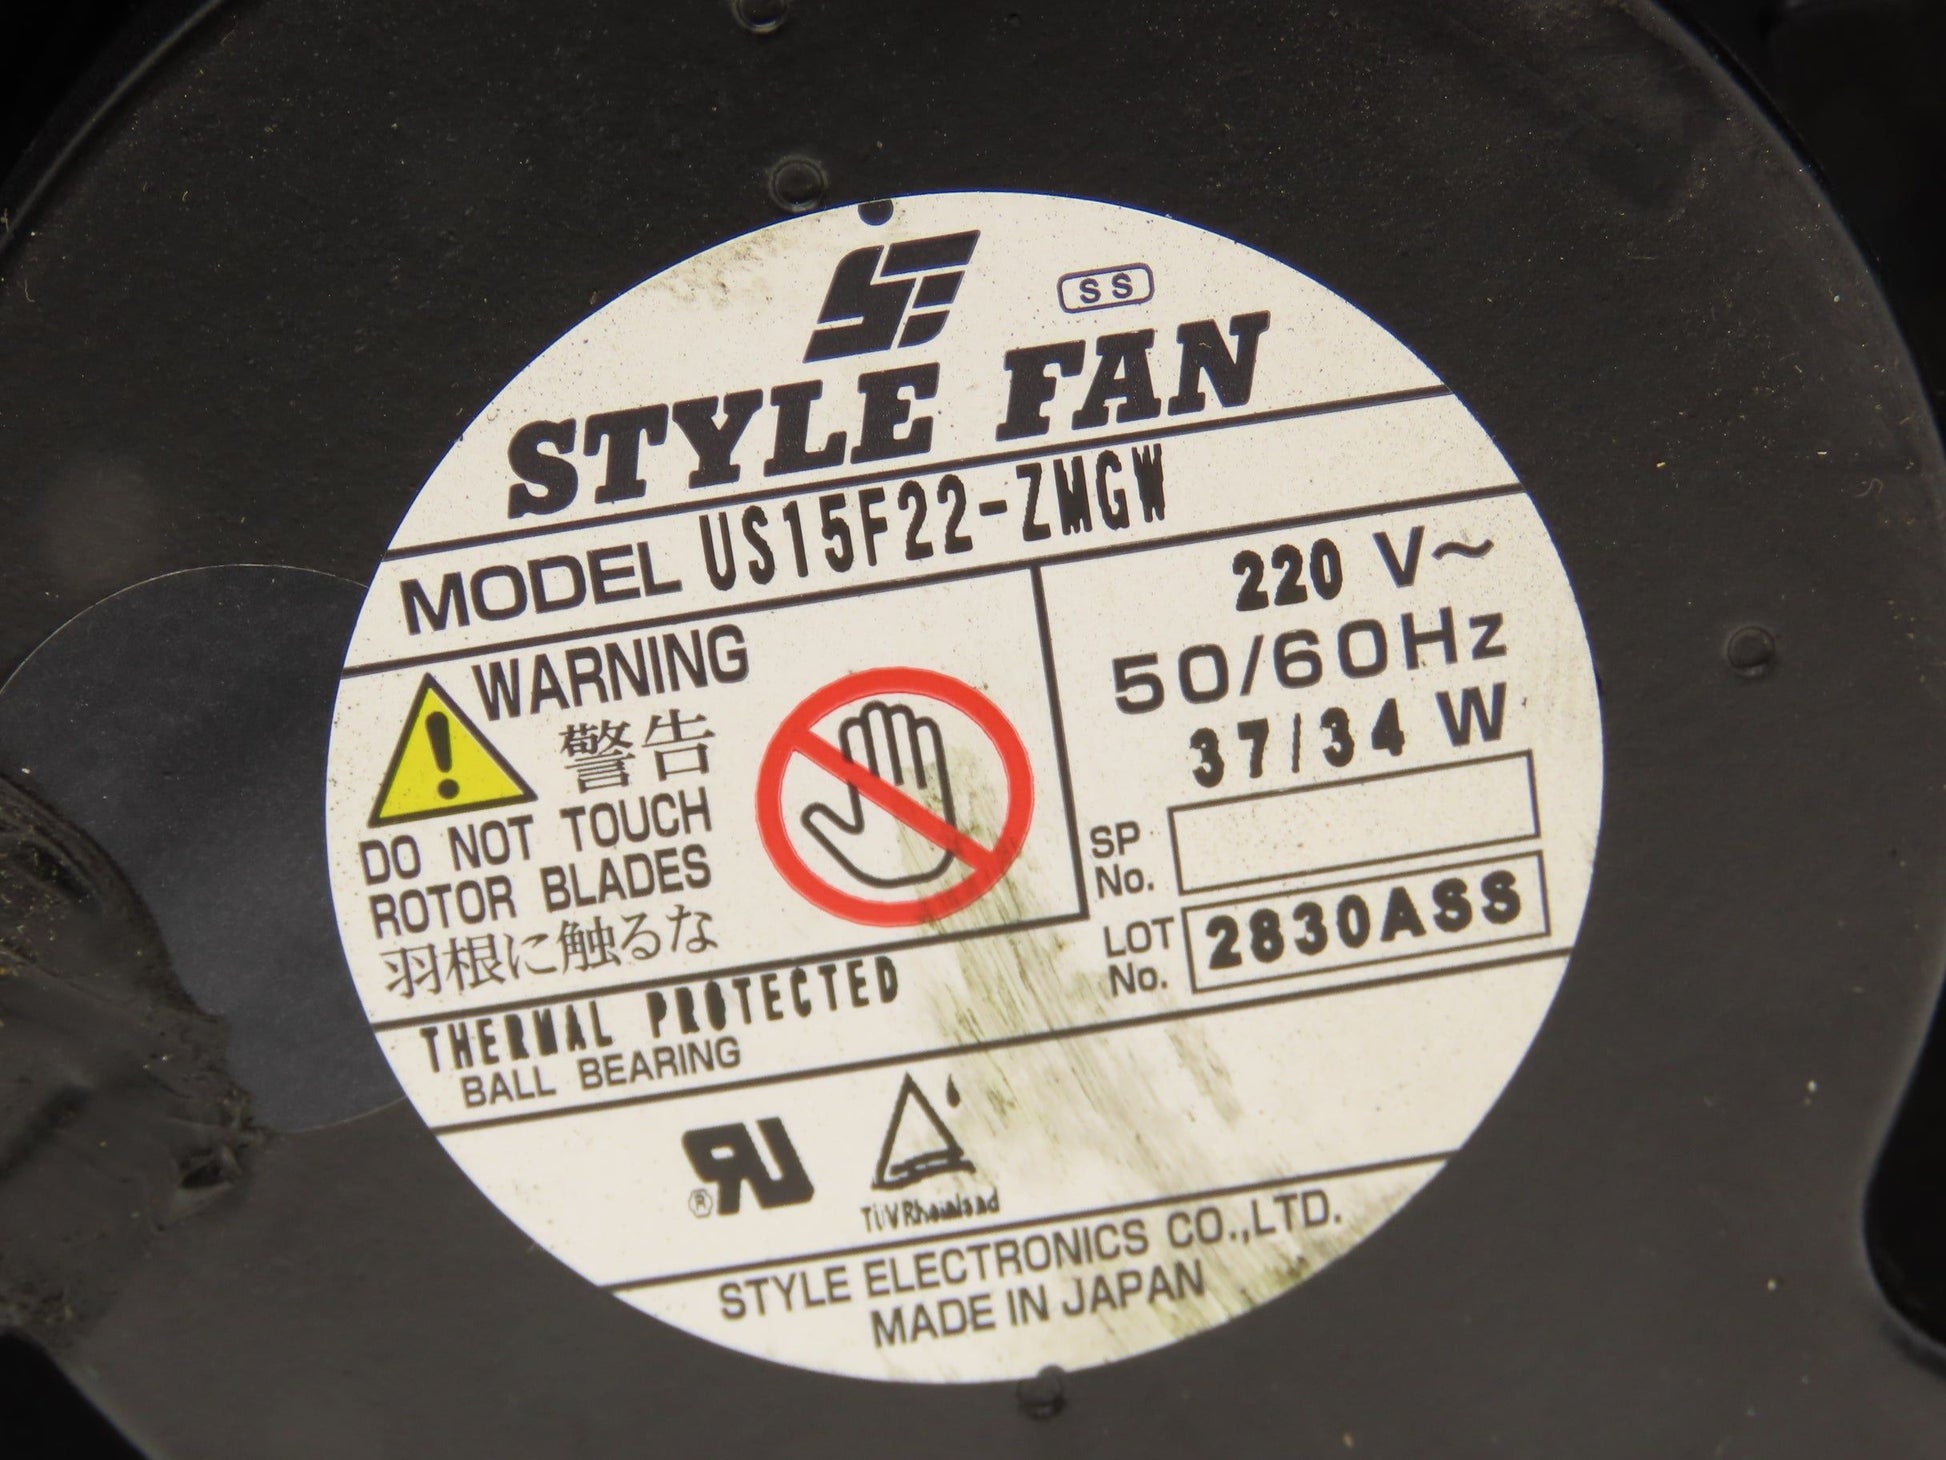 SS
STYLE FAN
MODEL US15F22-ZMGW
WARNING
警告
DO NOT TOUCH
ROTOR BLADES
羽根に触るな
220 V~
50/60Hz
37/34 W
SP No.
LOT No. 2830ASS
THERMAL PROTECTED
BALL BEARING
RU®
TÜVRheinland
STYLE ELECTRONICS CO.,LTD.
MADE IN JAPAN